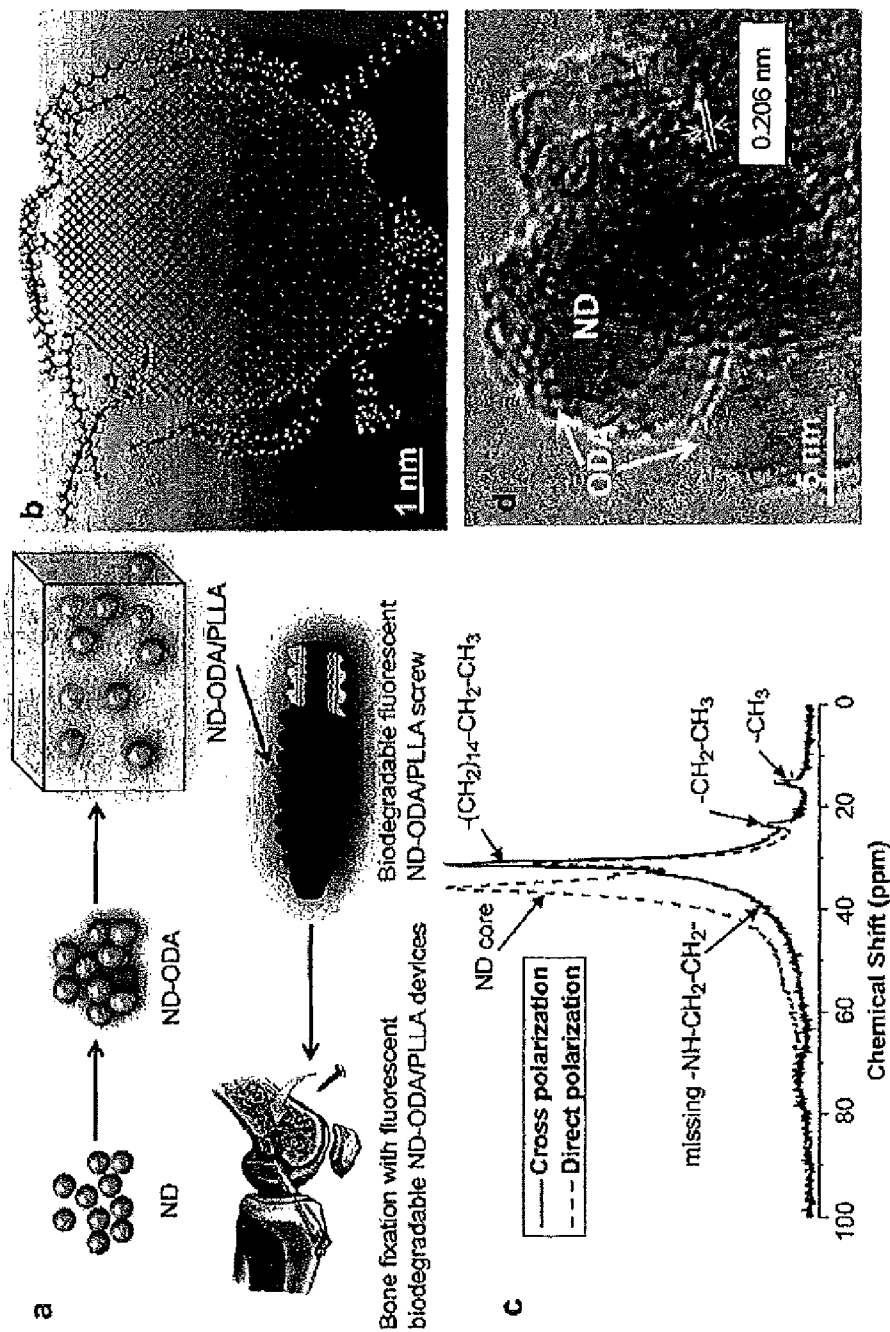 a
ND
ND-ODA
ND-ODA/PLLA
Bone fixation with fluorescent
biodegradable ND-ODA/PLLA devices
Biodegradable fluorescent
ND-ODA/PLLA screw
b
1 nm
c
Cross polarization
Direct polarization
ND core
-(CH2)14-CH2-CH3
missing -NH-CH2-CH2-
-CH2-CH3
-CH3
100
80
60
40
20
0
Chemical Shift (ppm)
d
ODA
ND
0.206 nm
5 nm